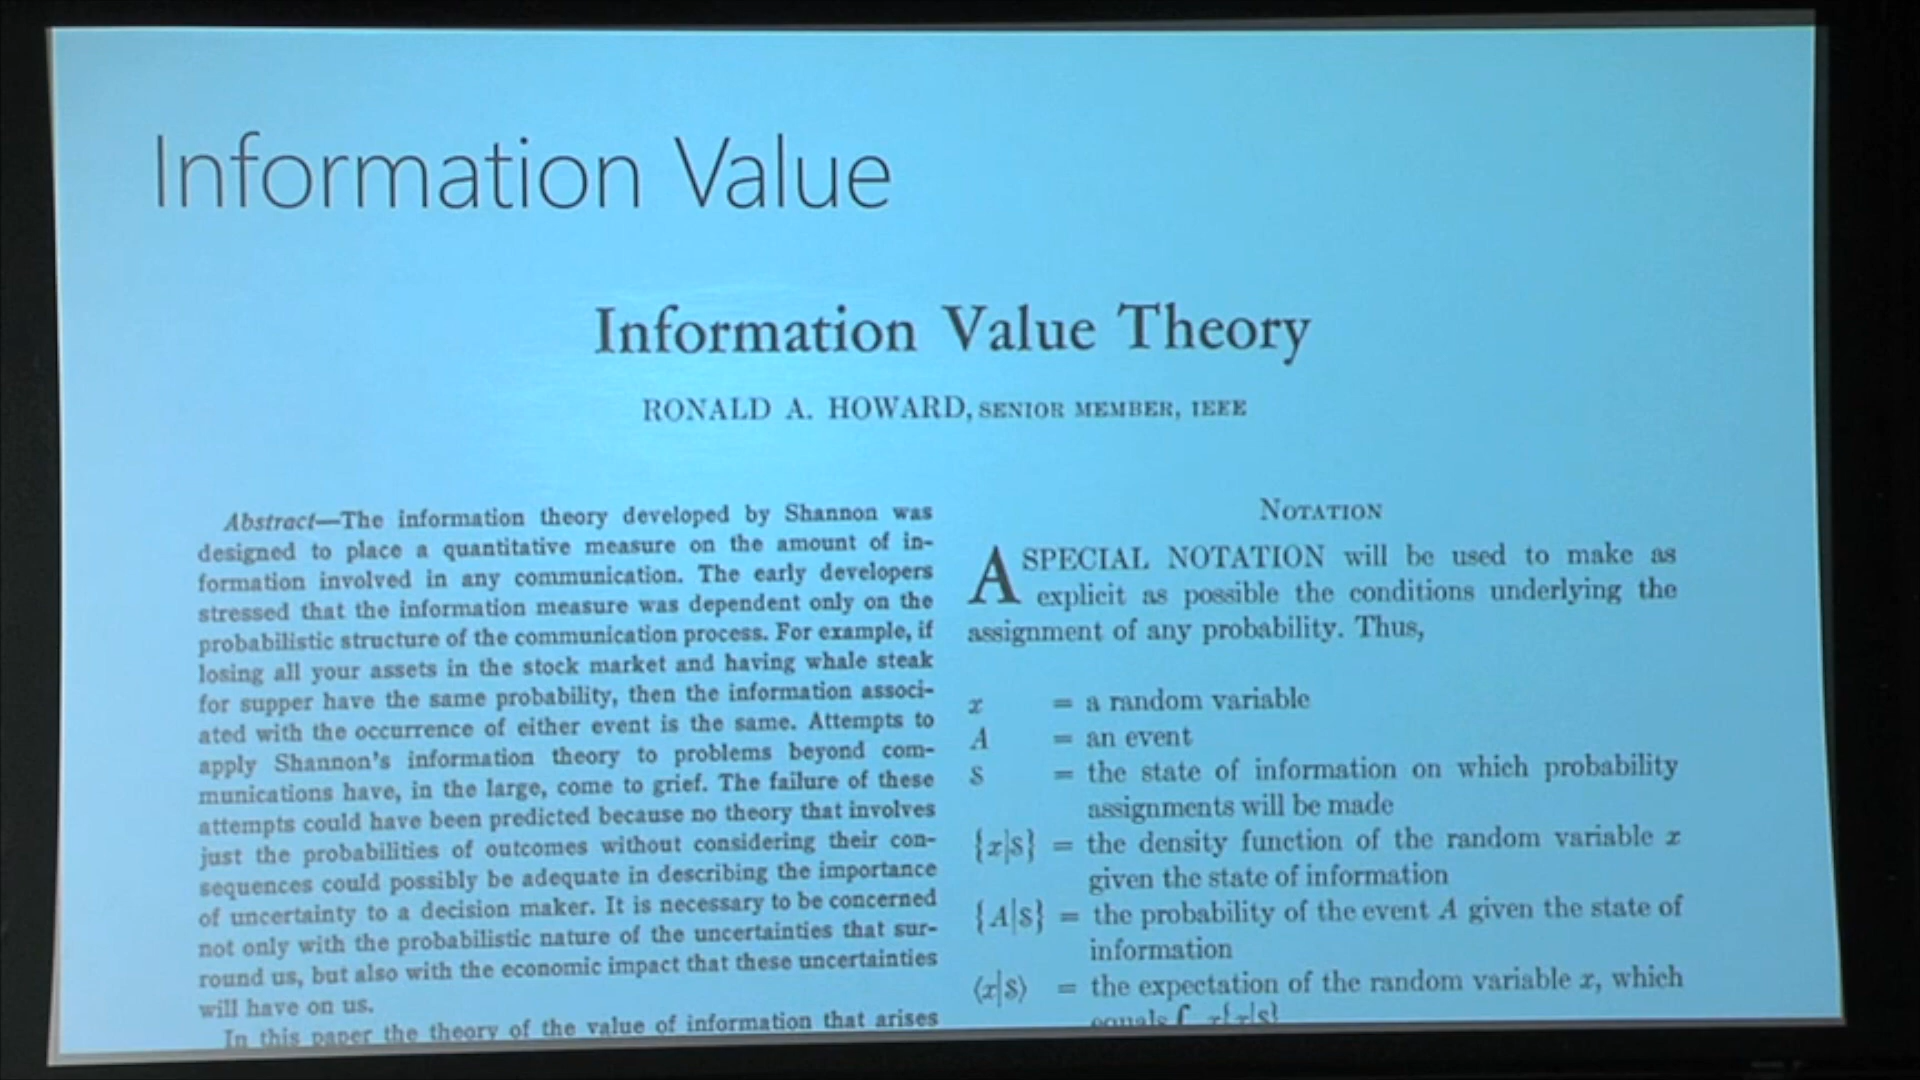 Information Value
Information Value Theory
RONALD A. HOWARD, SENIOR MEMBER, IEEE
Abstract—The information theory developed by Shannon was
designed to place a quantitative measure on the amount of in-
formation involved in any communication. The early developers
stressed that the information measure was dependent only on the
probabilistic structure of the communication process. For example, if
losing all your assets in the stock market and having whale steak
for supper have the same probability, then the information associ-
ated with the occurrence of either event is the same. Attempts to
apply Shannon's information theory to problems beyond com-
munications have, in the large, come to grief. The failure of these
attempts could have been predicted because no theory that involves
just the probabilities of outcomes without considering their con-
sequences could possibly be adequate in describing the importance
of uncertainty to a decision maker. It is necessary to be concerned
not only with the probabilistic nature of the uncertainties that sur-
round us, but also with the economic impact that these uncertainties
will have on us.
In this paper the theory of the value of information that arises
NOTATION
A SPECIAL NOTATION will be used to make as
explicit as possible the conditions underlying the
assignment of any probability. Thus,
x = a random variable
A = an event
S = the state of information on which probability
assignments will be made
{x|S} = the density function of the random variable x
given the state of information
{A|S} = the probability of the event A given the state of
information
⟨x|S⟩ = the expectation of the random variable x, which
equals ∫ x{x|S}